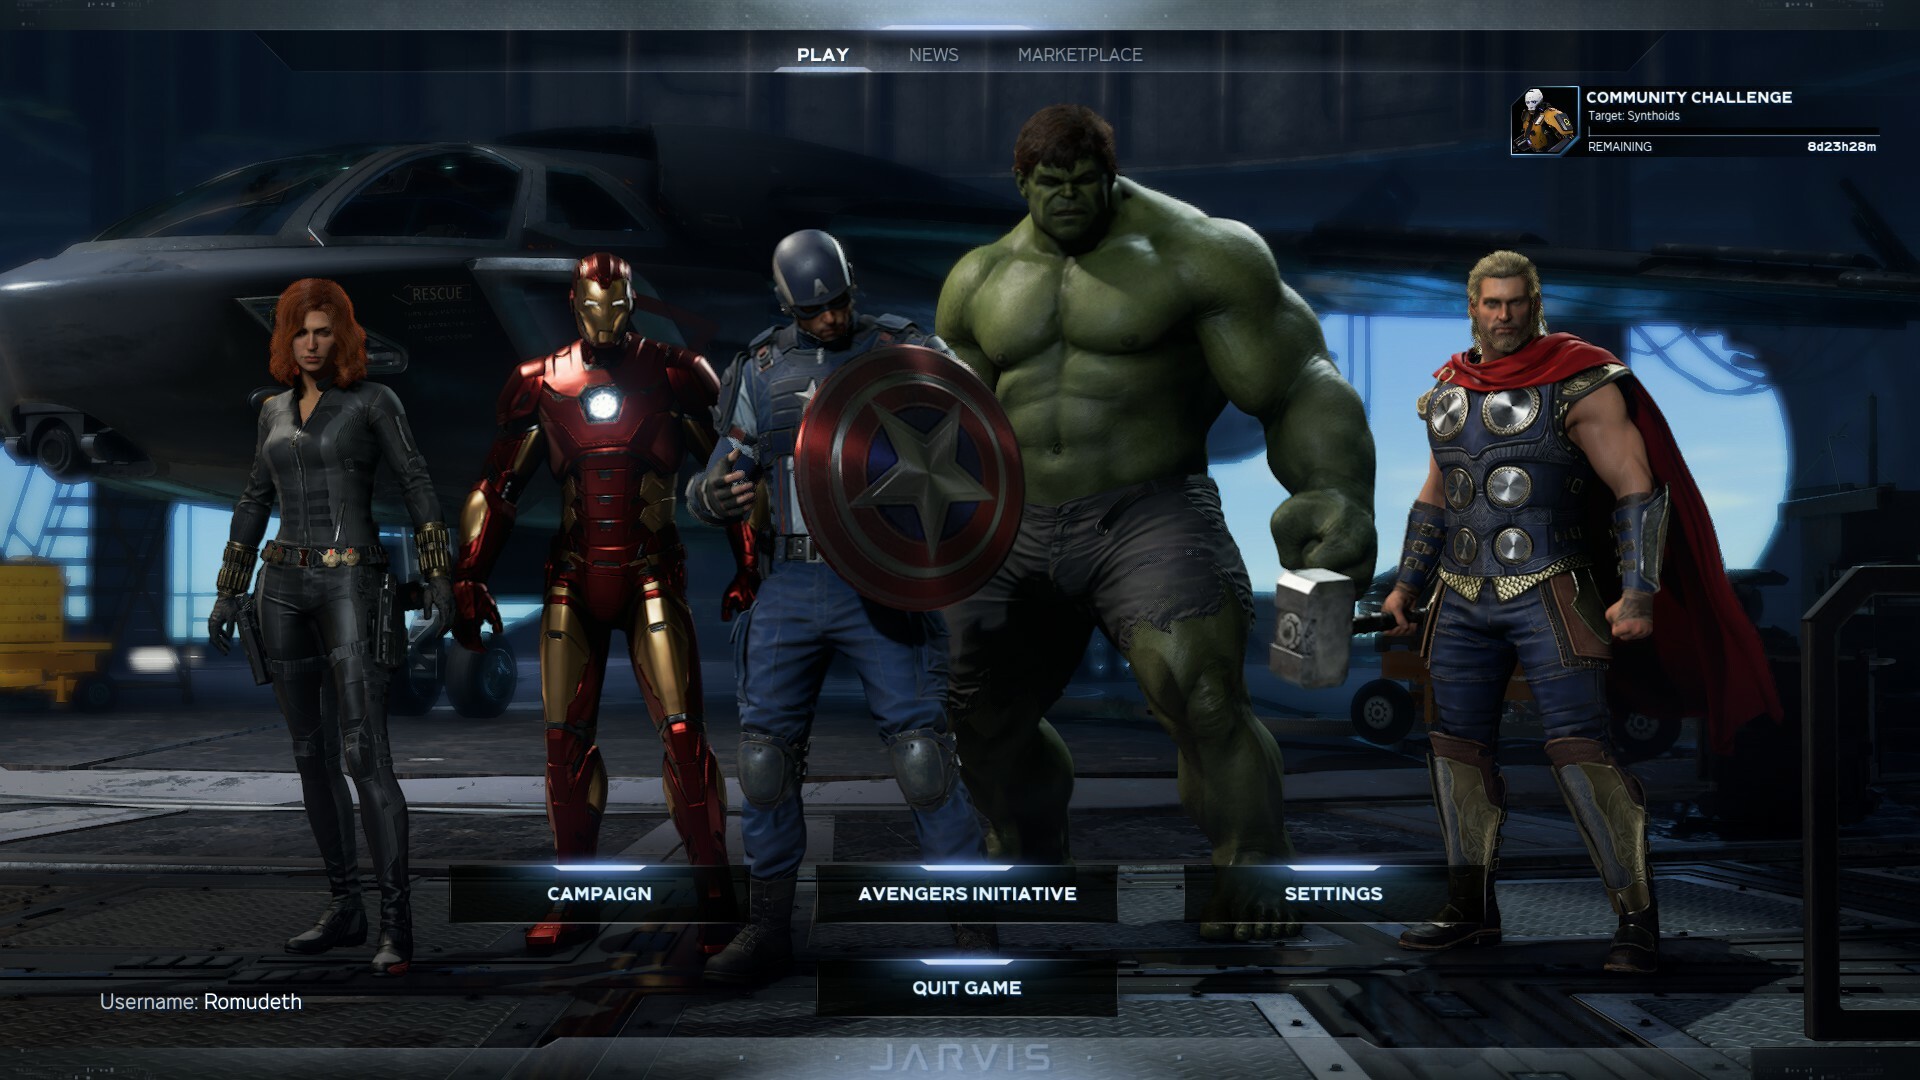 PLAY
NEWS
MARKETPLACE
COMMUNITY CHALLENGE
Target: Synthoids
REMAINING
8d23h28m
RESCUE
A
CAMPAIGN
AVENGERS INITIATIVE
SETTINGS
QUIT GAME
Username: Romudeth
JARVIS